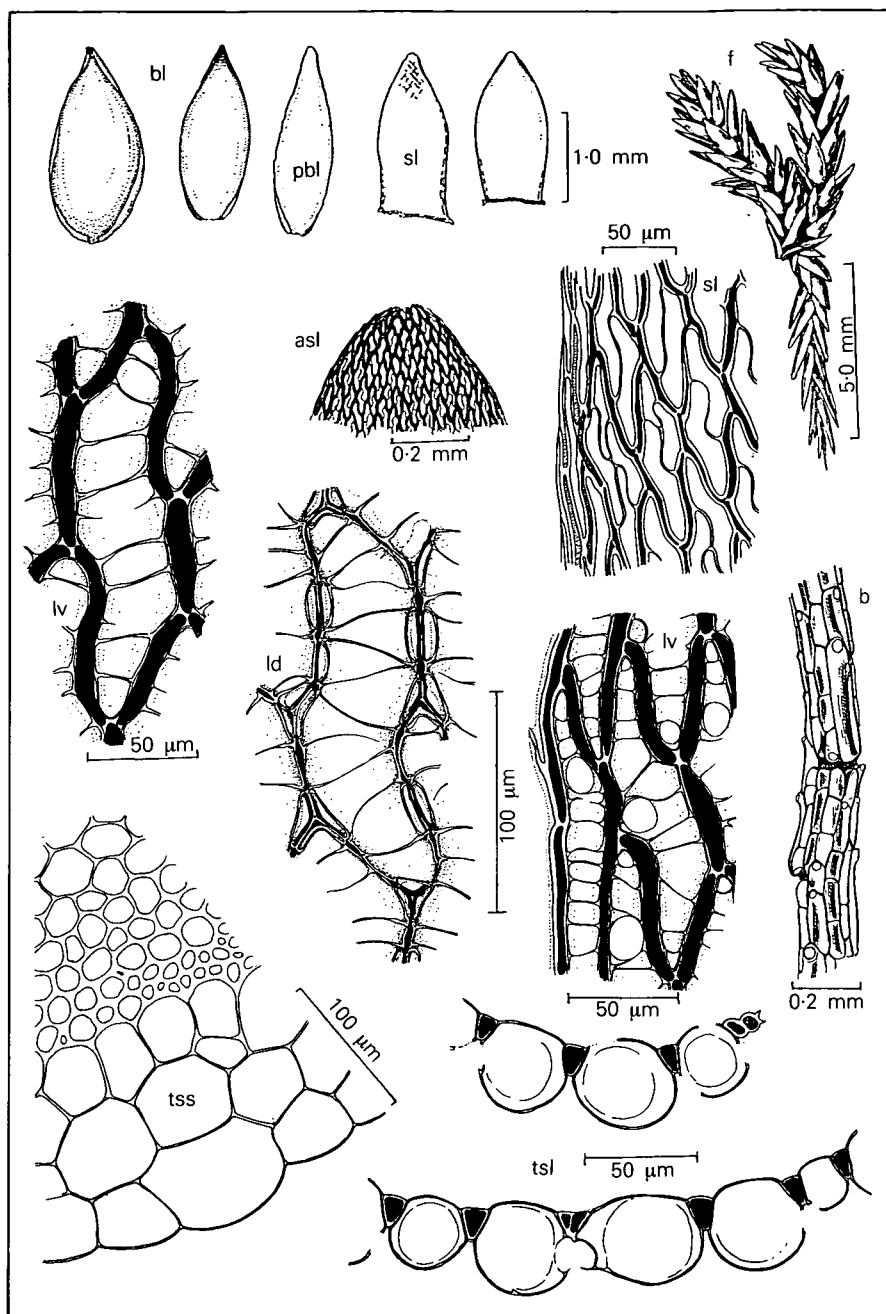 bl
f
pbl
sl
1·0 mm
50 μm
sl
asl
0·2 mm
5·0 mm
lv
50 μm
ld
100 μm
lv
b
50 μm
0·2 mm
100 μm
tss
tsl
50 μm